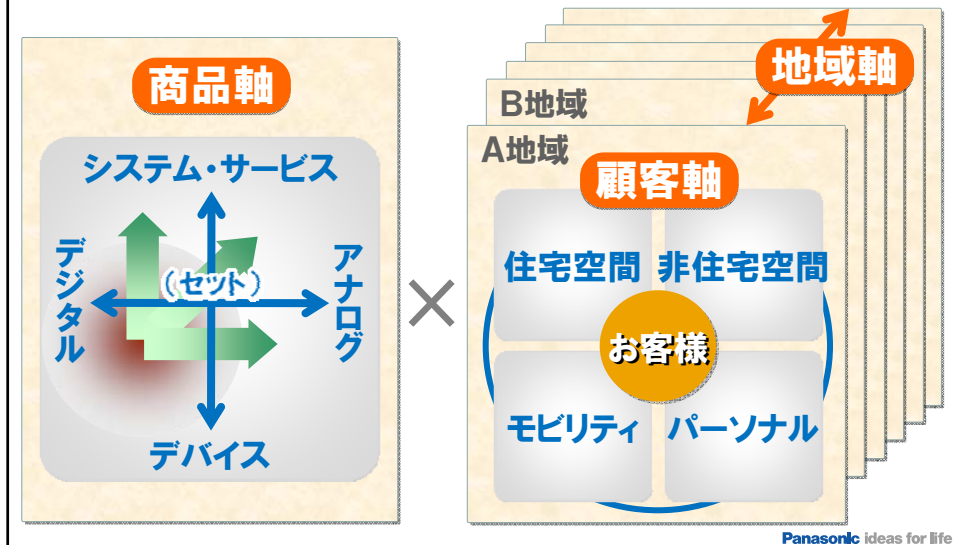 商品軸
システム・サービス
デジタル
(セット)
アナログ
デバイス
×
地域軸
B地域
A地域
顧客軸
住宅空間
非住宅空間
お客様
モビリティ
パーソナル
Panasonic ideas for life